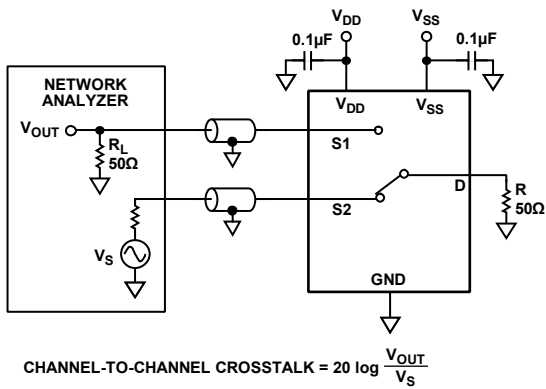 V_DD
V_SS
0.1µF
0.1µF
NETWORK
ANALYZER
V_DD
V_SS
V_OUT
R_L
50Ω
S1
S2
D
R
50Ω
V_S
GND
CHANNEL-TO-CHANNEL CROSSTALK = 20 log V_OUT/V_S